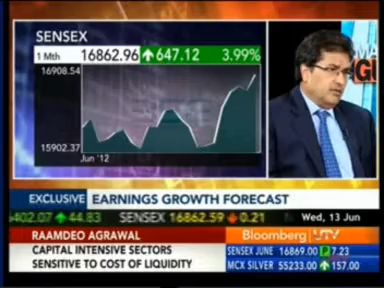 SENSEX
1 Mth 16862.96 647.12 3.99%
16908.54
15902.37
Jun '12
EXCLUSIVE EARNINGS GROWTH FORECAST
402.07 44.83 SENSEX 16862.59 0.21 Wed, 13 Jun
RAAMDEO AGRAWAL
CAPITAL INTENSIVE SECTORS
SENSITIVE TO COST OF LIQUIDITY
Bloomberg UTV
SENSEX JUNE 16869.00 P 7.23
MCX SILVER 55233.00 157.00